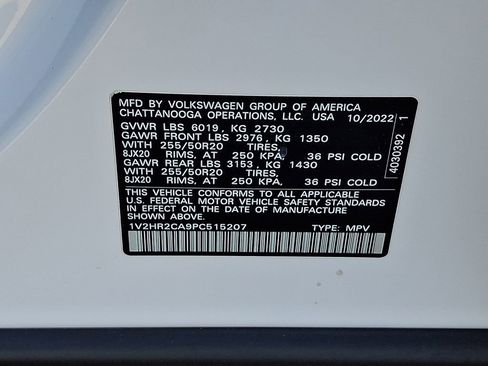 MFD BY VOLKSWAGEN GROUP OF AMERICA
CHATTANOOGA OPERATIONS, LLC. USA 10/2022
GVWR LBS 6019, KG 2730
GAWR FRONT LBS 2976, KG 1350
WITH 255/50R20 TIRES,
8JX20 RIMS, AT 250 KPA, 36 PSI COLD
GAWR REAR LBS 3153, KG 1430
WITH 255/50R20 TIRES,
8JX20 RIMS, AT 250 KPA, 36 PSI COLD
THIS VEHICLE CONFORMS TO ALL APPLICABLE
U.S. FEDERAL MOTOR VEHICLE SAFETY STANDARDS
IN EFFECT ON THE DATE OF MANUFACTURE SHOWN ABOVE
1V2HR2CA9PC515207 TYPE: MPV
4030392 1